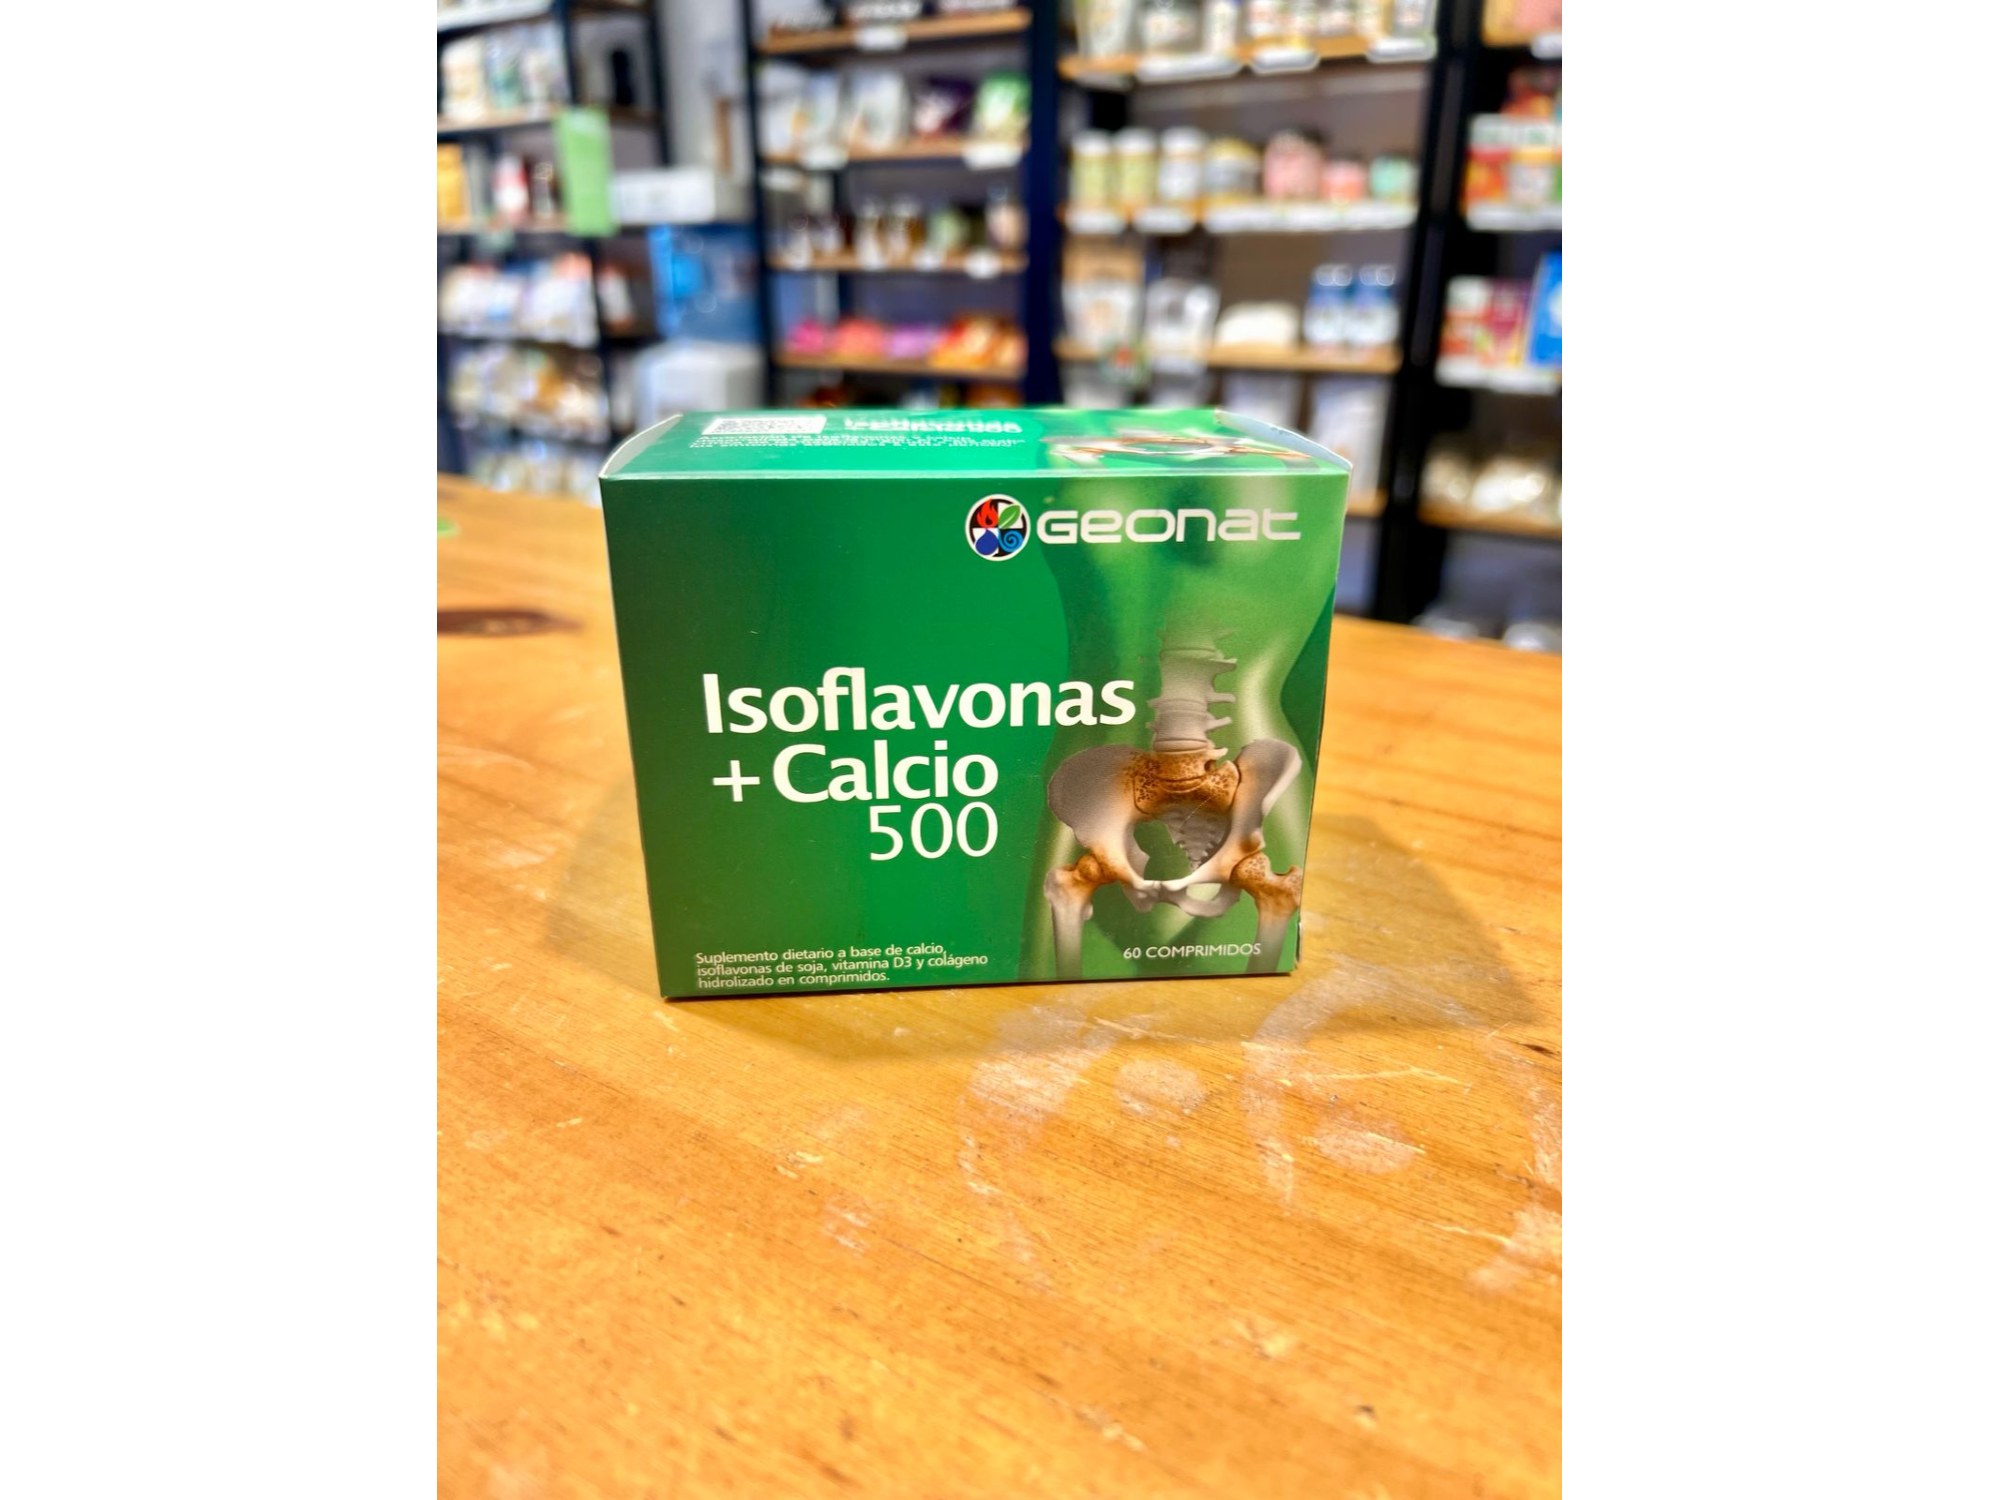 GEONAT
Isoflavonas
+ Calcio
500
Suplemento dietario a base de calcio,
isoflavonas de soja, vitamina D3 y colágeno
hidrolizado en comprimidos.
60 COMPRIMIDOS